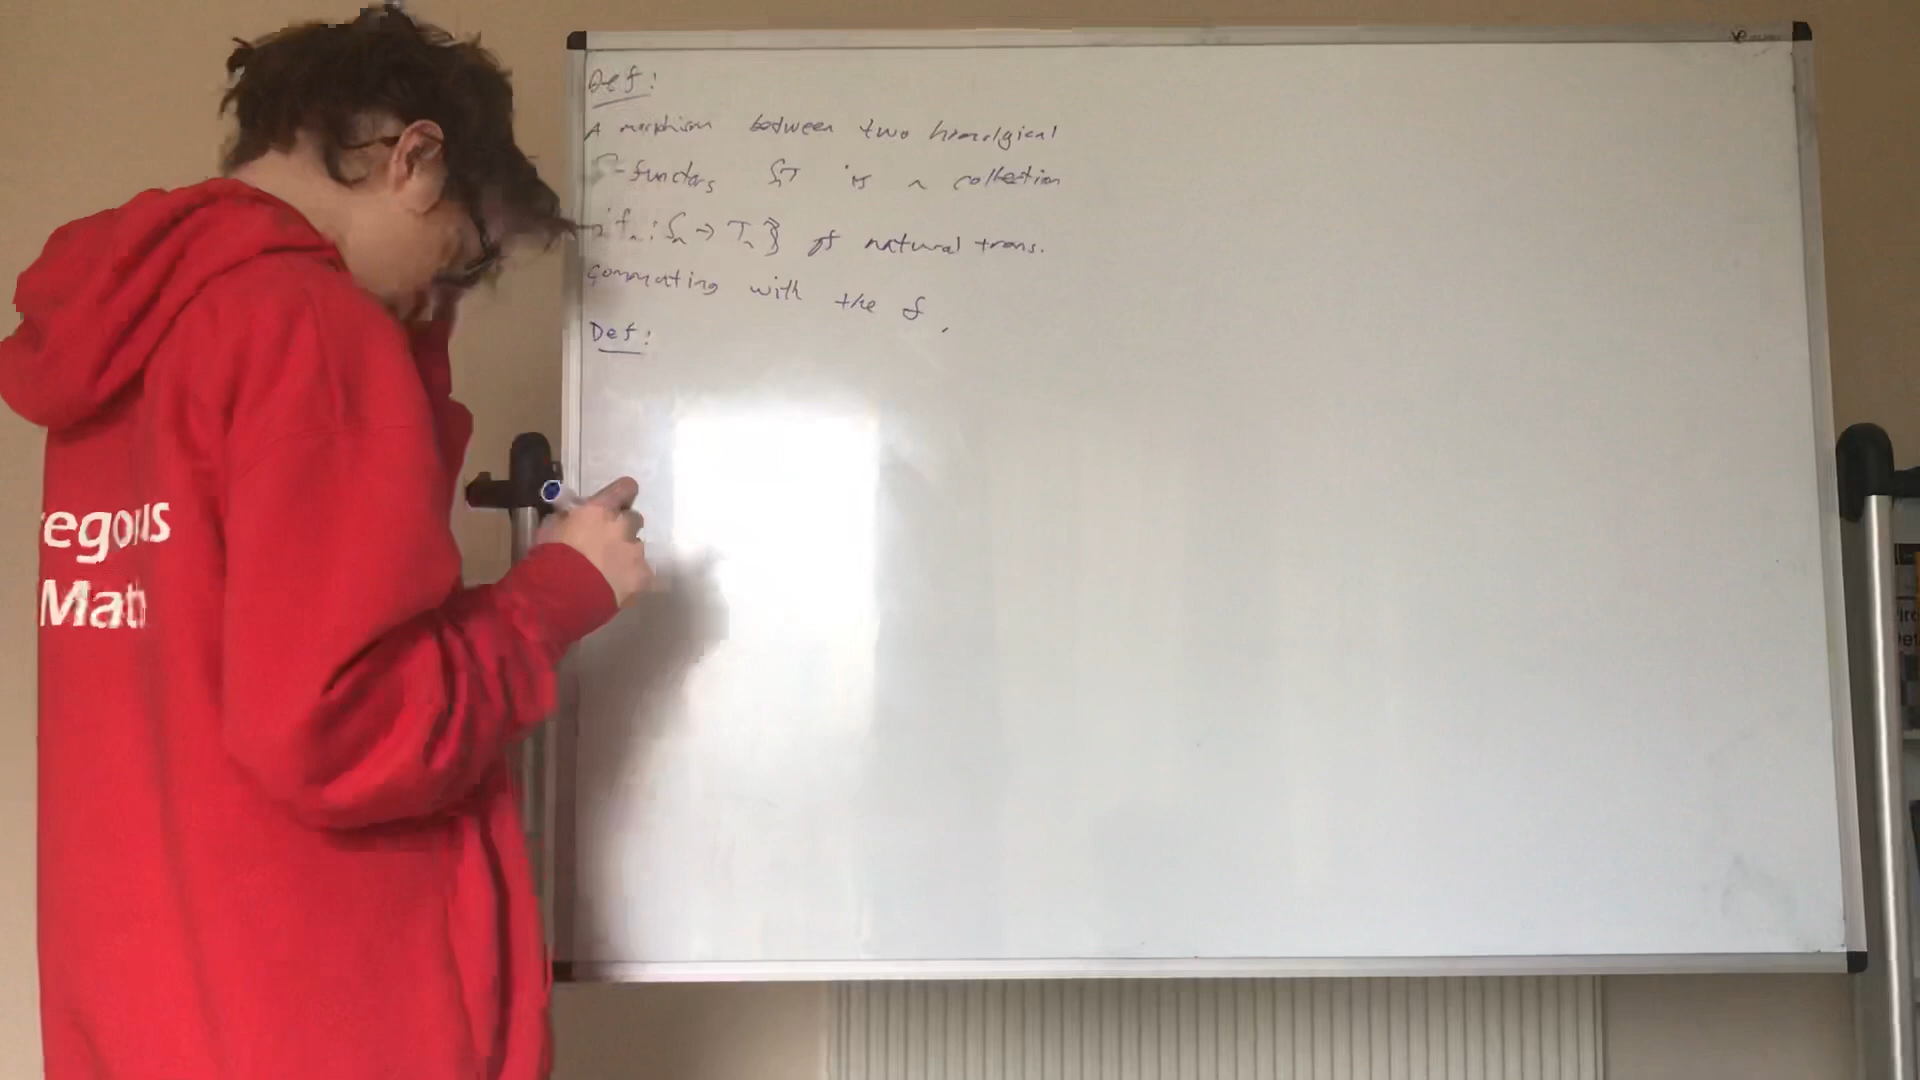 Def:
A morphism between two homolgical
δ-functors S,T is a collection
{fₙ: Sₙ → Tₙ} of natural trans.
commuting with the δ.
Def:
egorus
Math